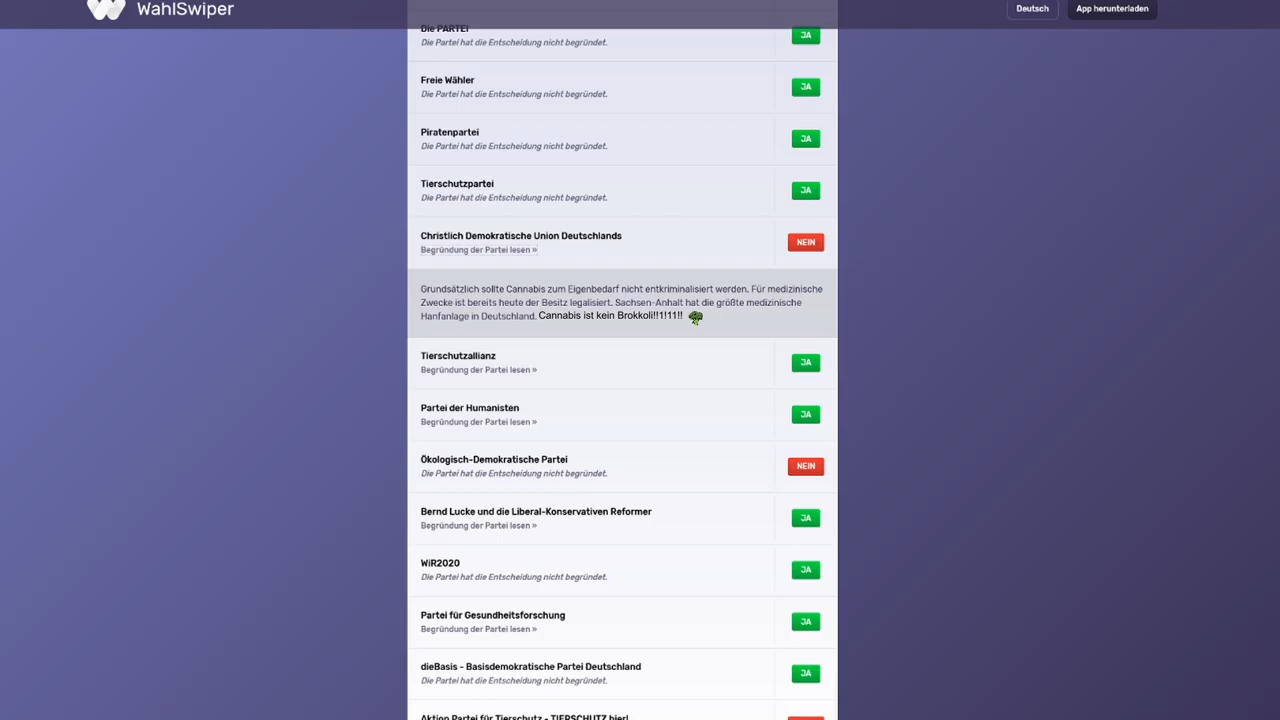 WahlSwiper
Deutsch
App herunterladen
Die PARTEI
JA
Die Partei hat die Entscheidung nicht begründet.
Freie Wähler
JA
Die Partei hat die Entscheidung nicht begründet.
Piratenpartei
JA
Die Partei hat die Entscheidung nicht begründet.
Tierschutzpartei
JA
Die Partei hat die Entscheidung nicht begründet.
Christlich Demokratische Union Deutschlands
NEIN
Begründung der Partei lesen »
Grundsätzlich sollte Cannabis zum Eigenbedarf nicht entkriminalisiert werden. Für medizinische
Zwecke ist bereits heute der Besitz legalisiert. Sachsen-Anhalt hat die größte medizinische
Hanfanlage in Deutschland. Cannabis ist kein Brokkoli!!1!11!!
Tierschutzallianz
JA
Begründung der Partei lesen »
Partei der Humanisten
JA
Begründung der Partei lesen »
Ökologisch-Demokratische Partei
NEIN
Die Partei hat die Entscheidung nicht begründet.
Bernd Lucke und die Liberal-Konservativen Reformer
JA
Begründung der Partei lesen »
WiR2020
JA
Die Partei hat die Entscheidung nicht begründet.
Partei für Gesundheitsforschung
JA
Begründung der Partei lesen »
dieBasis - Basisdemokratische Partei Deutschland
JA
Die Partei hat die Entscheidung nicht begründet.
Aktion Partei für Tierschutz - TIERSCHUTZ hier!